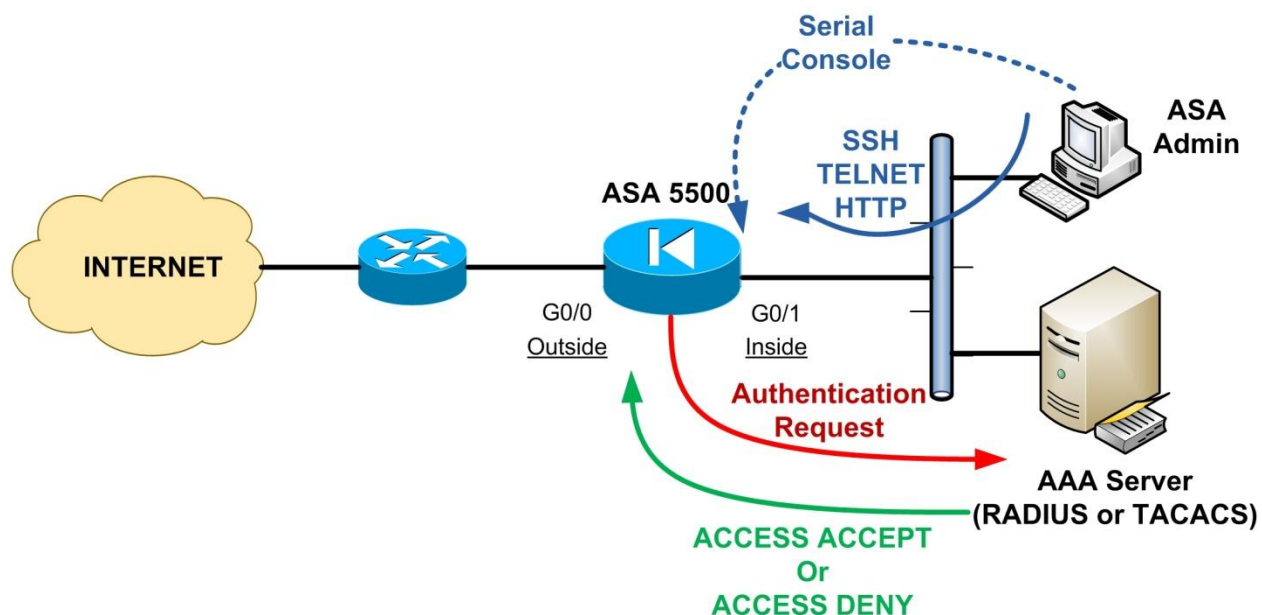 Serial
Console
ASA
Admin
SSH
TELNET
HTTP
ASA 5500
INTERNET
G0/0
Outside
G0/1
Inside
Authentication
Request
AAA Server
(RADIUS or TACACS)
ACCESS ACCEPT
Or
ACCESS DENY